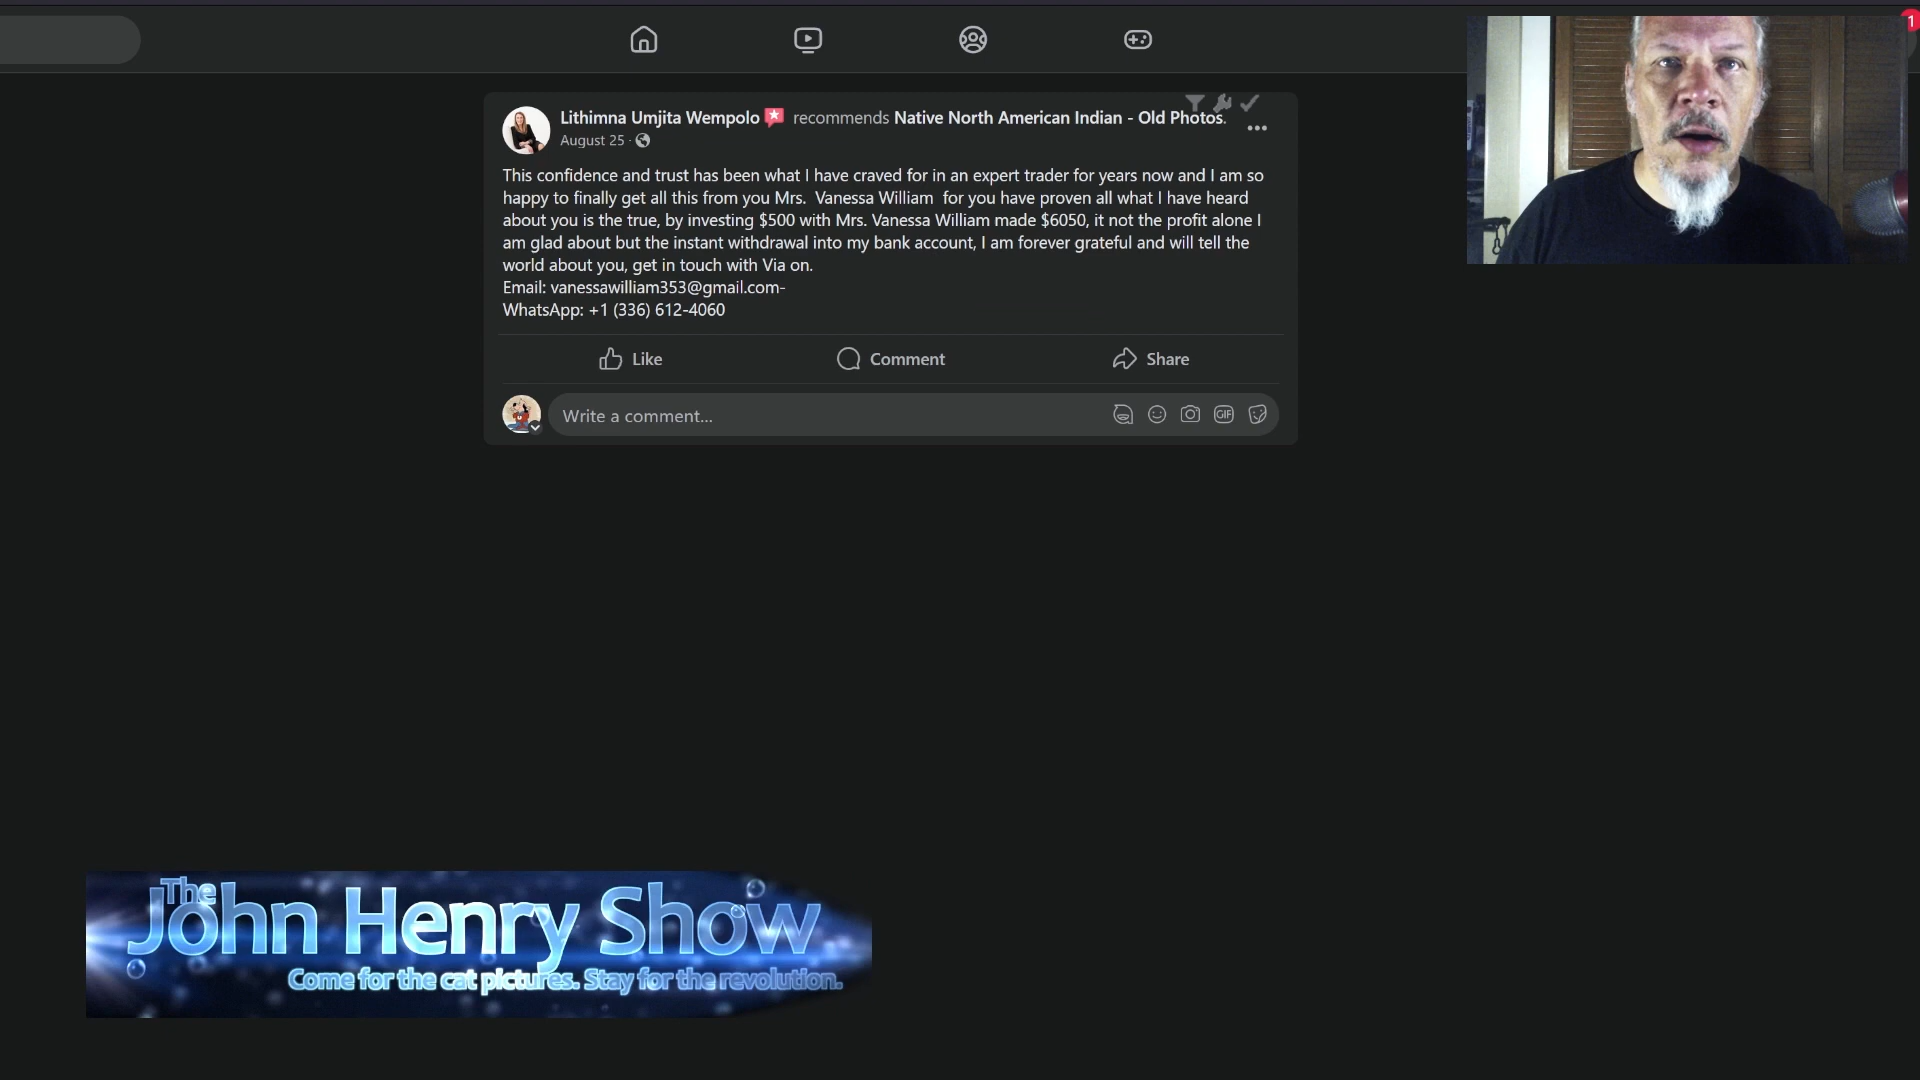 1
Lithimna Umjita Wempolo recommends Native North American Indian - Old Photos.
August 25 ·
This confidence and trust has been what I have craved for in an expert trader for years now and I am so
happy to finally get all this from you Mrs.  Vanessa William  for you have proven all what I have heard
about you is the true, by investing $500 with Mrs. Vanessa William made $6050, it not the profit alone I
am glad about but the instant withdrawal into my bank account, I am forever grateful and will tell the
world about you, get in touch with Via on.
Email: vanessawilliam353@gmail.com-
WhatsApp: +1 (336) 612-4060
Like Comment Share
Write a comment... GIF
The
John Henry Show
Come for the cat pictures. Stay for the revolution.